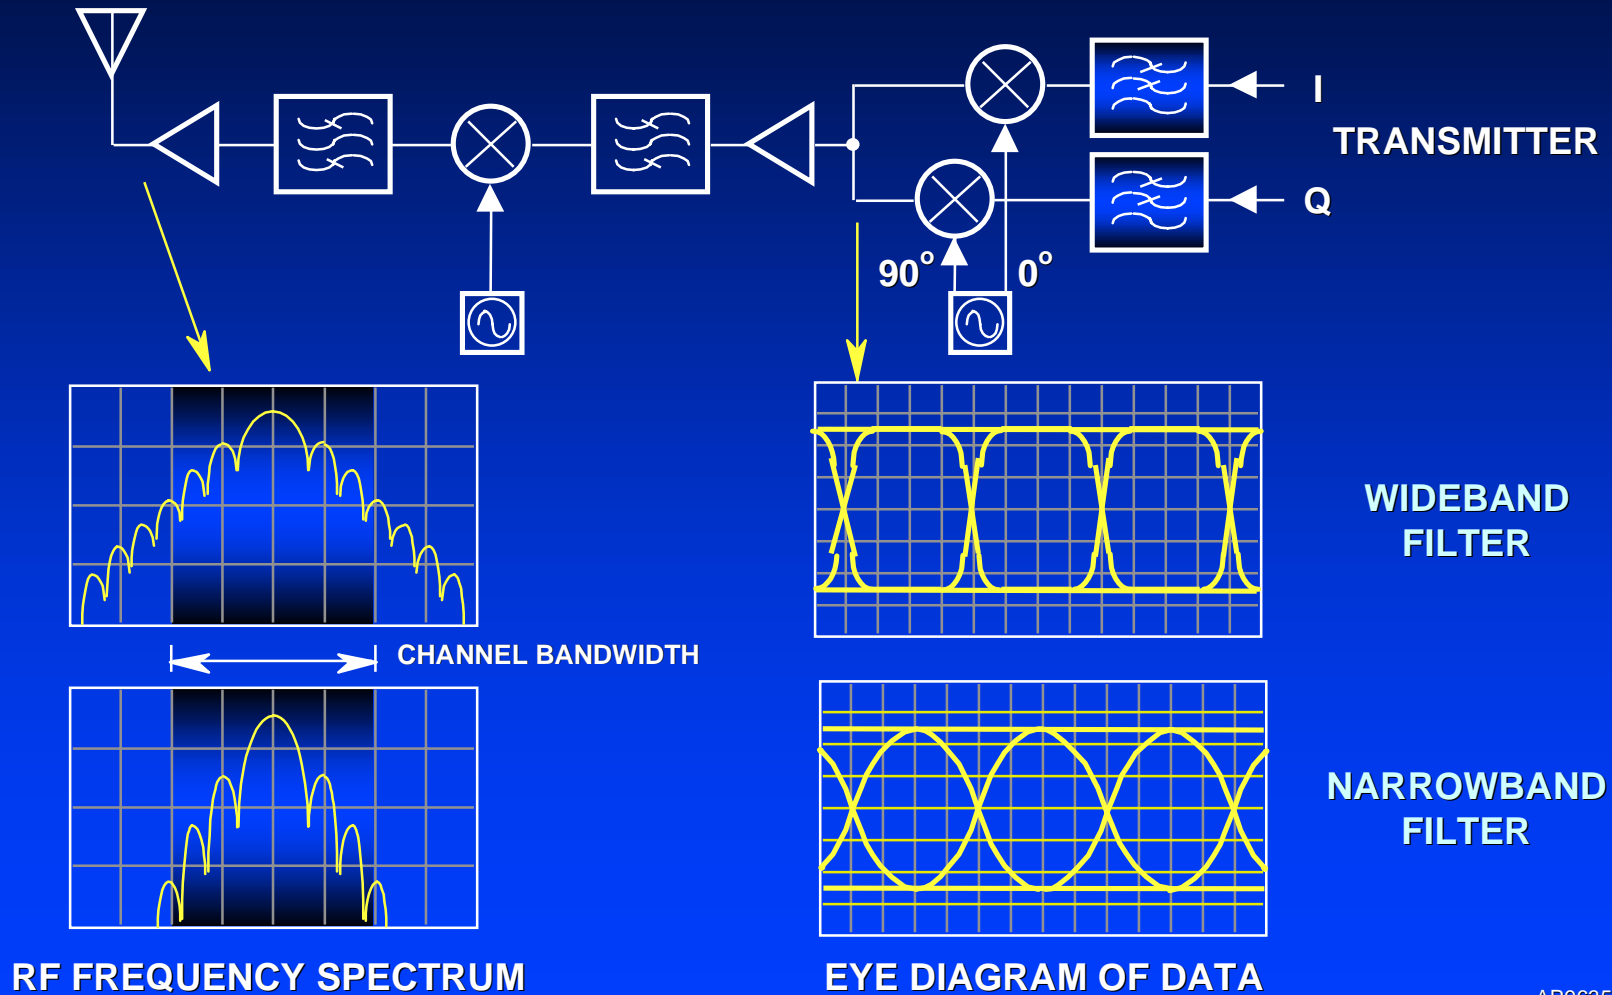 I
TRANSMITTER
Q
90° 0°
WIDEBAND
FILTER
CHANNEL BANDWIDTH
NARROWBAND
FILTER
RF FREQUENCY SPECTRUM
EYE DIAGRAM OF DATA